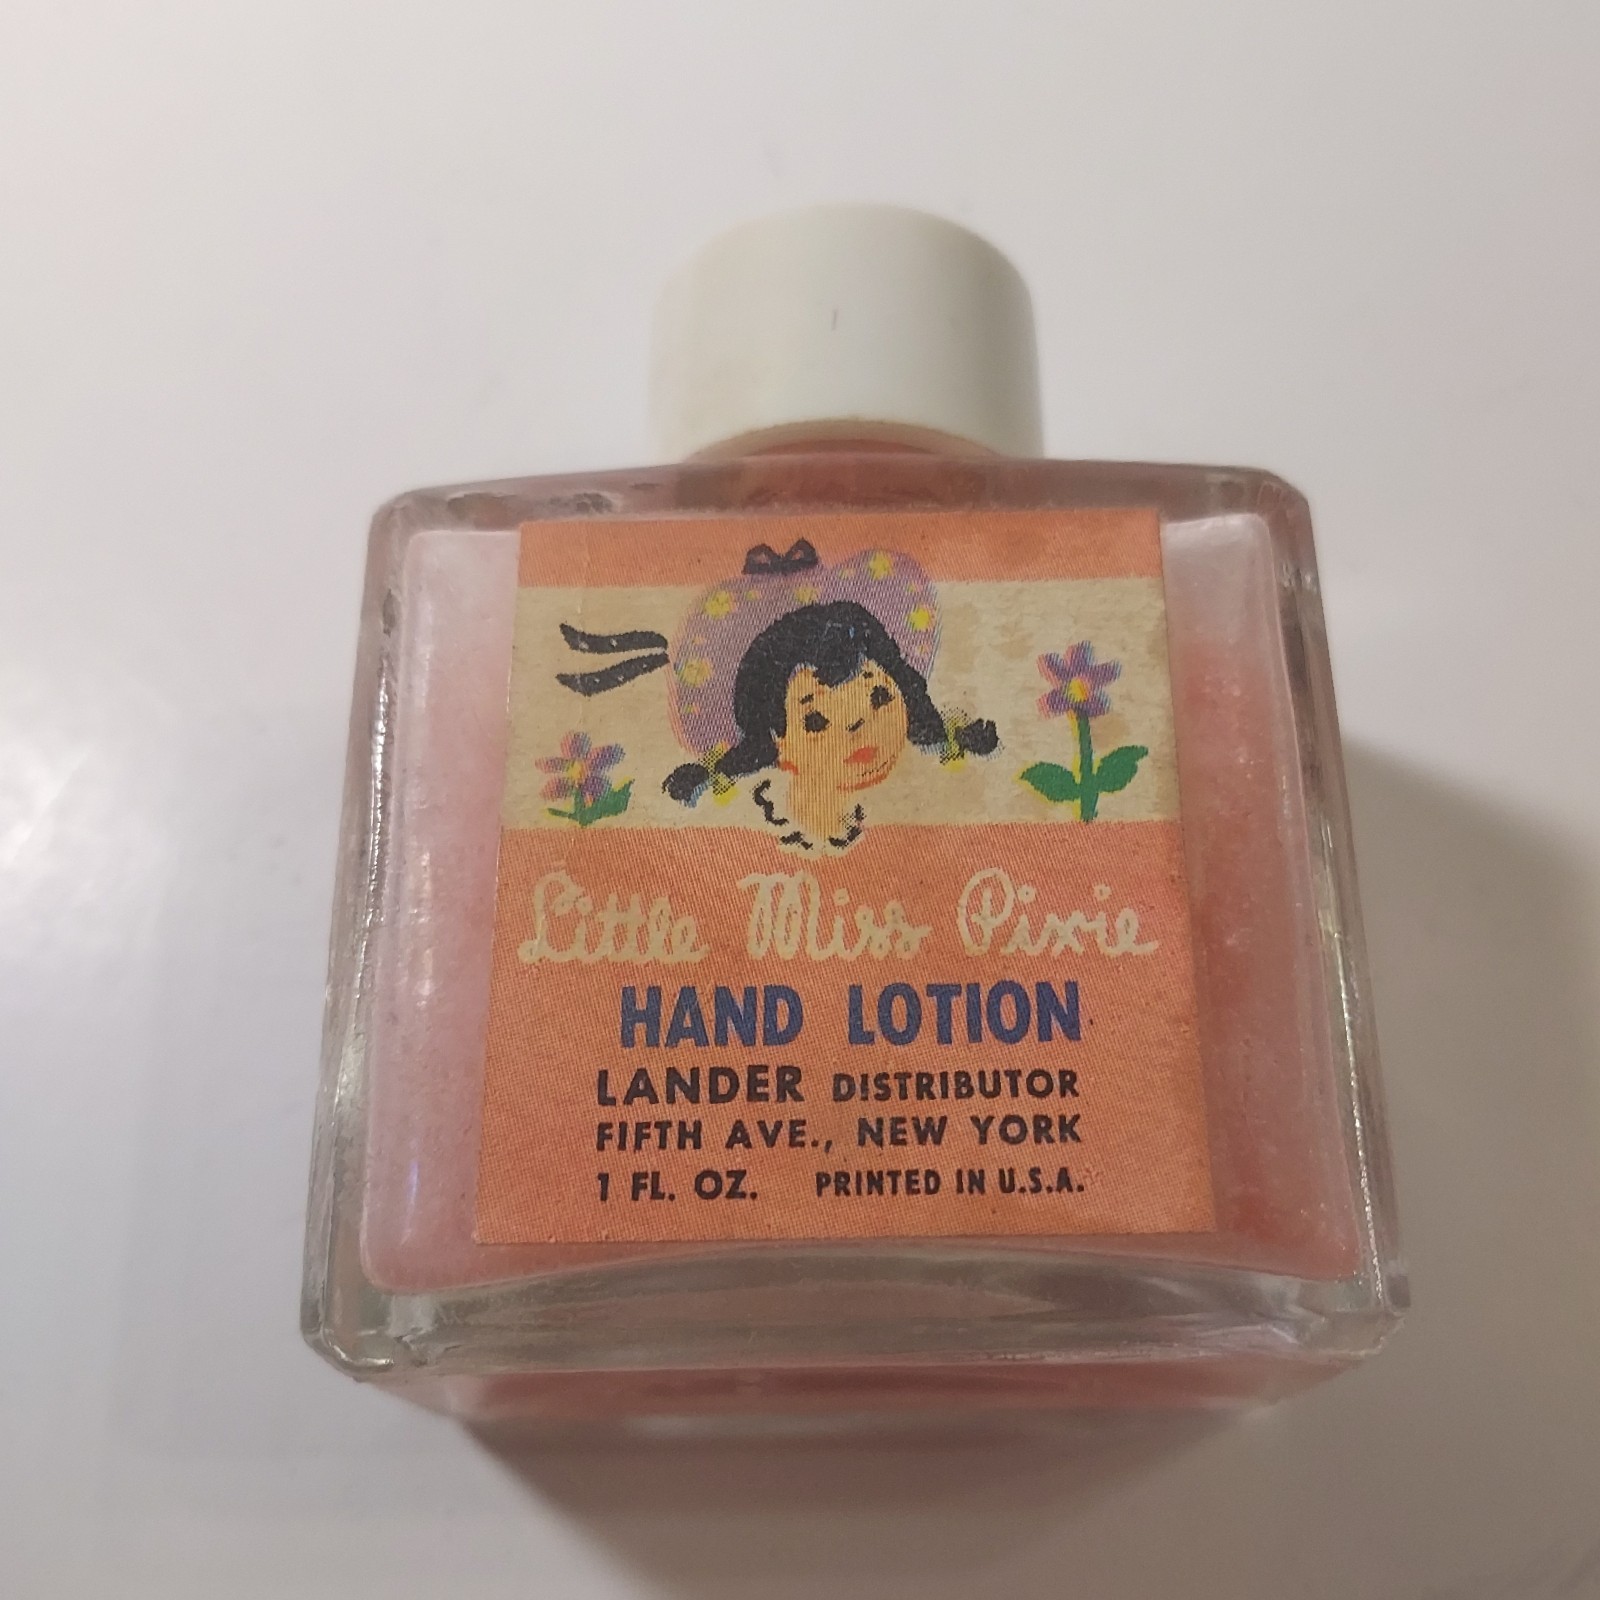 Little Miss Pixie
HAND LOTION
LANDER DISTRIBUTOR
FIFTH AVE., NEW YORK
1 FL. OZ. PRINTED IN U.S.A.